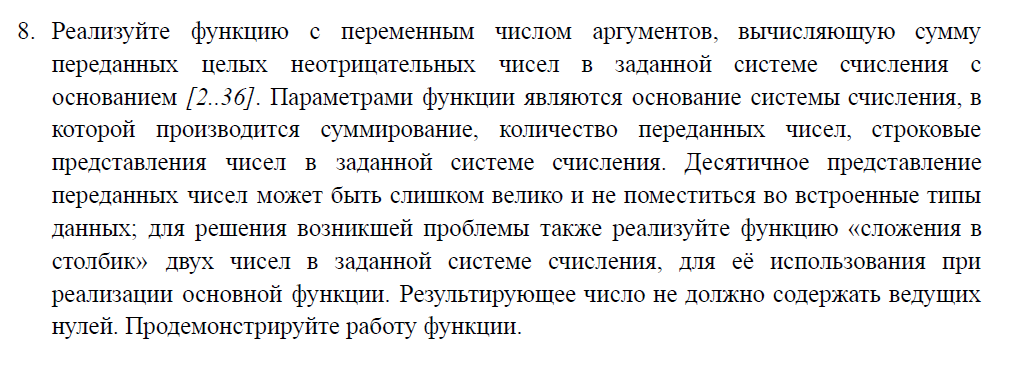 8. Реализуйте функцию с переменным числом аргументов, вычисляющую сумму
переданных целых неотрицательных чисел в заданной системе счисления с
основанием [2..36]. Параметрами функции являются основание системы счисления, в
которой производится суммирование, количество переданных чисел, строковые
представления чисел в заданной системе счисления. Десятичное представление
переданных чисел может быть слишком велико и не поместиться во встроенные типы
данных; для решения возникшей проблемы также реализуйте функцию «сложения в
столбик» двух чисел в заданной системе счисления, для её использования при
реализации основной функции. Результирующее число не должно содержать ведущих
нулей. Продемонстрируйте работу функции.